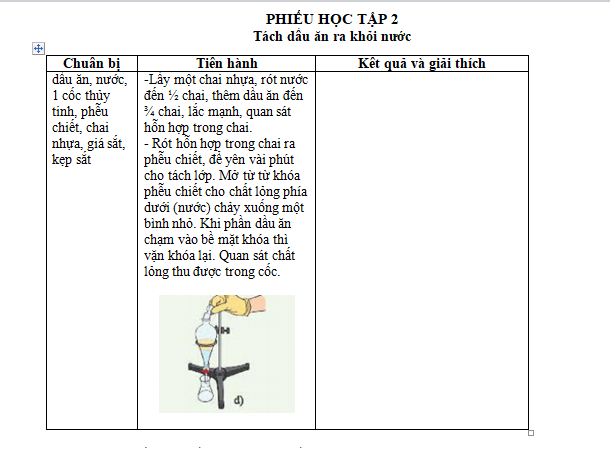 PHIẾU HỌC TẬP 2
Tách dầu ăn ra khỏi nước
Chuẩn bị
Tiến hành
Kết quả và giải thích
dầu ăn, nước,
1 cốc thủy
tinh, phễu
chiết, chai
nhựa, giá sắt,
kẹp sắt
-Lấy một chai nhựa, rót nước
đến ½ chai, thêm dầu ăn đến
¾ chai, lắc mạnh, quan sát
hỗn hợp trong chai.
- Rót hỗn hợp trong chai ra
phễu chiết, để yên vài phút
cho tách lớp. Mở từ từ khóa
phễu chiết cho chất lỏng phía
dưới (nước) chảy xuống một
bình nhỏ. Khi phần dầu ăn
chạm vào bề mặt khóa thì
vặn khóa lại. Quan sát chất
lỏng thu được trong cốc.
d)